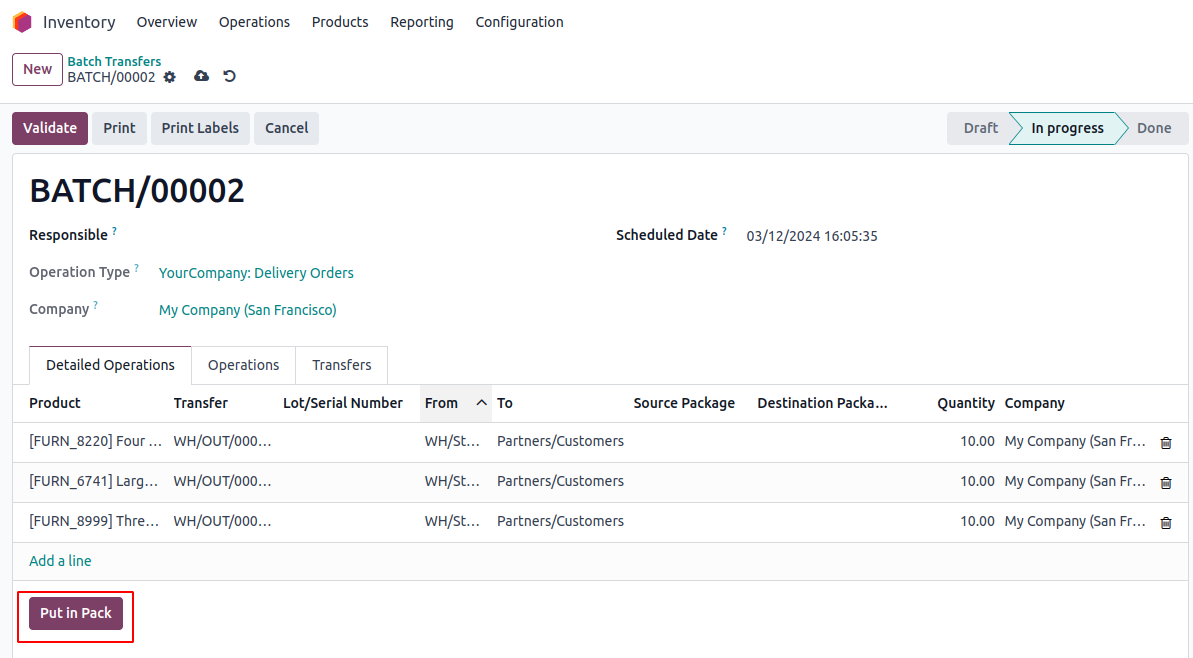 Inventory Overview Operations Products Reporting Configuration
New Batch Transfers
BATCH/00002
Validate Print Print Labels Cancel Draft In progress Done
BATCH/00002
Responsible ? Scheduled Date ? 03/12/2024 16:05:35
Operation Type ? YourCompany: Delivery Orders
Company ? My Company (San Francisco)
Detailed Operations Operations Transfers
Product Transfer Lot/Serial Number From To Source Package Destination Packa... Quantity Company
[FURN_8220] Four ... WH/OUT/000... WH/St... Partners/Customers 10.00 My Company (San Fr...
[FURN_6741] Larg... WH/OUT/000... WH/St... Partners/Customers 10.00 My Company (San Fr...
[FURN_8999] Thre... WH/OUT/000... WH/St... Partners/Customers 10.00 My Company (San Fr...
Add a line
Put in Pack